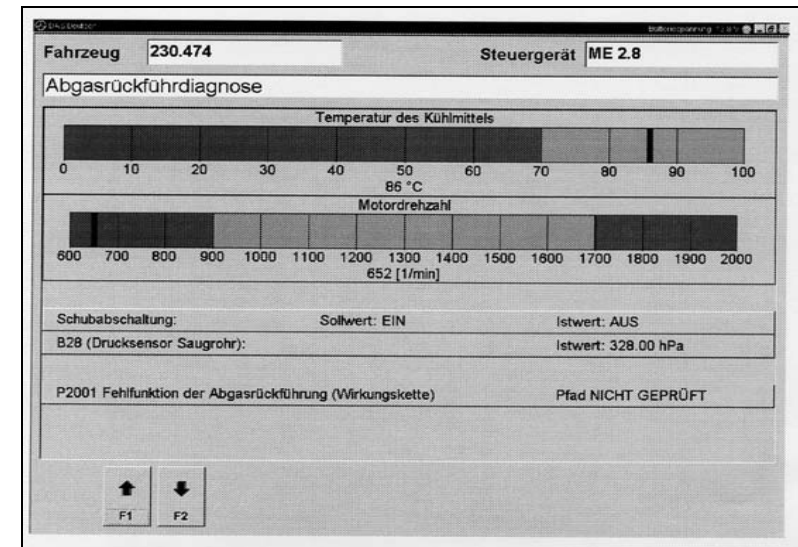 Fahrzeug 230.474 Steuergerät ME 2.8
Abgasrückführdiagnose
Temperatur des Kühlmittels
0 10 20 30 40 50 60 70 80 90 100
86 °C
Motordrehzahl
600 700 800 900 1000 1100 1200 1300 1400 1500 1600 1700 1800 1900 2000
652 [1/min]
Schubabschaltung: Sollwert: EIN Istwert: AUS
B28 (Drucksensor Saugrohr): Istwert: 328.00 hPa
P2001 Fehlfunktion der Abgasrückführung (Wirkungskette) Pfad NICHT GEPRÜFT
F1 F2